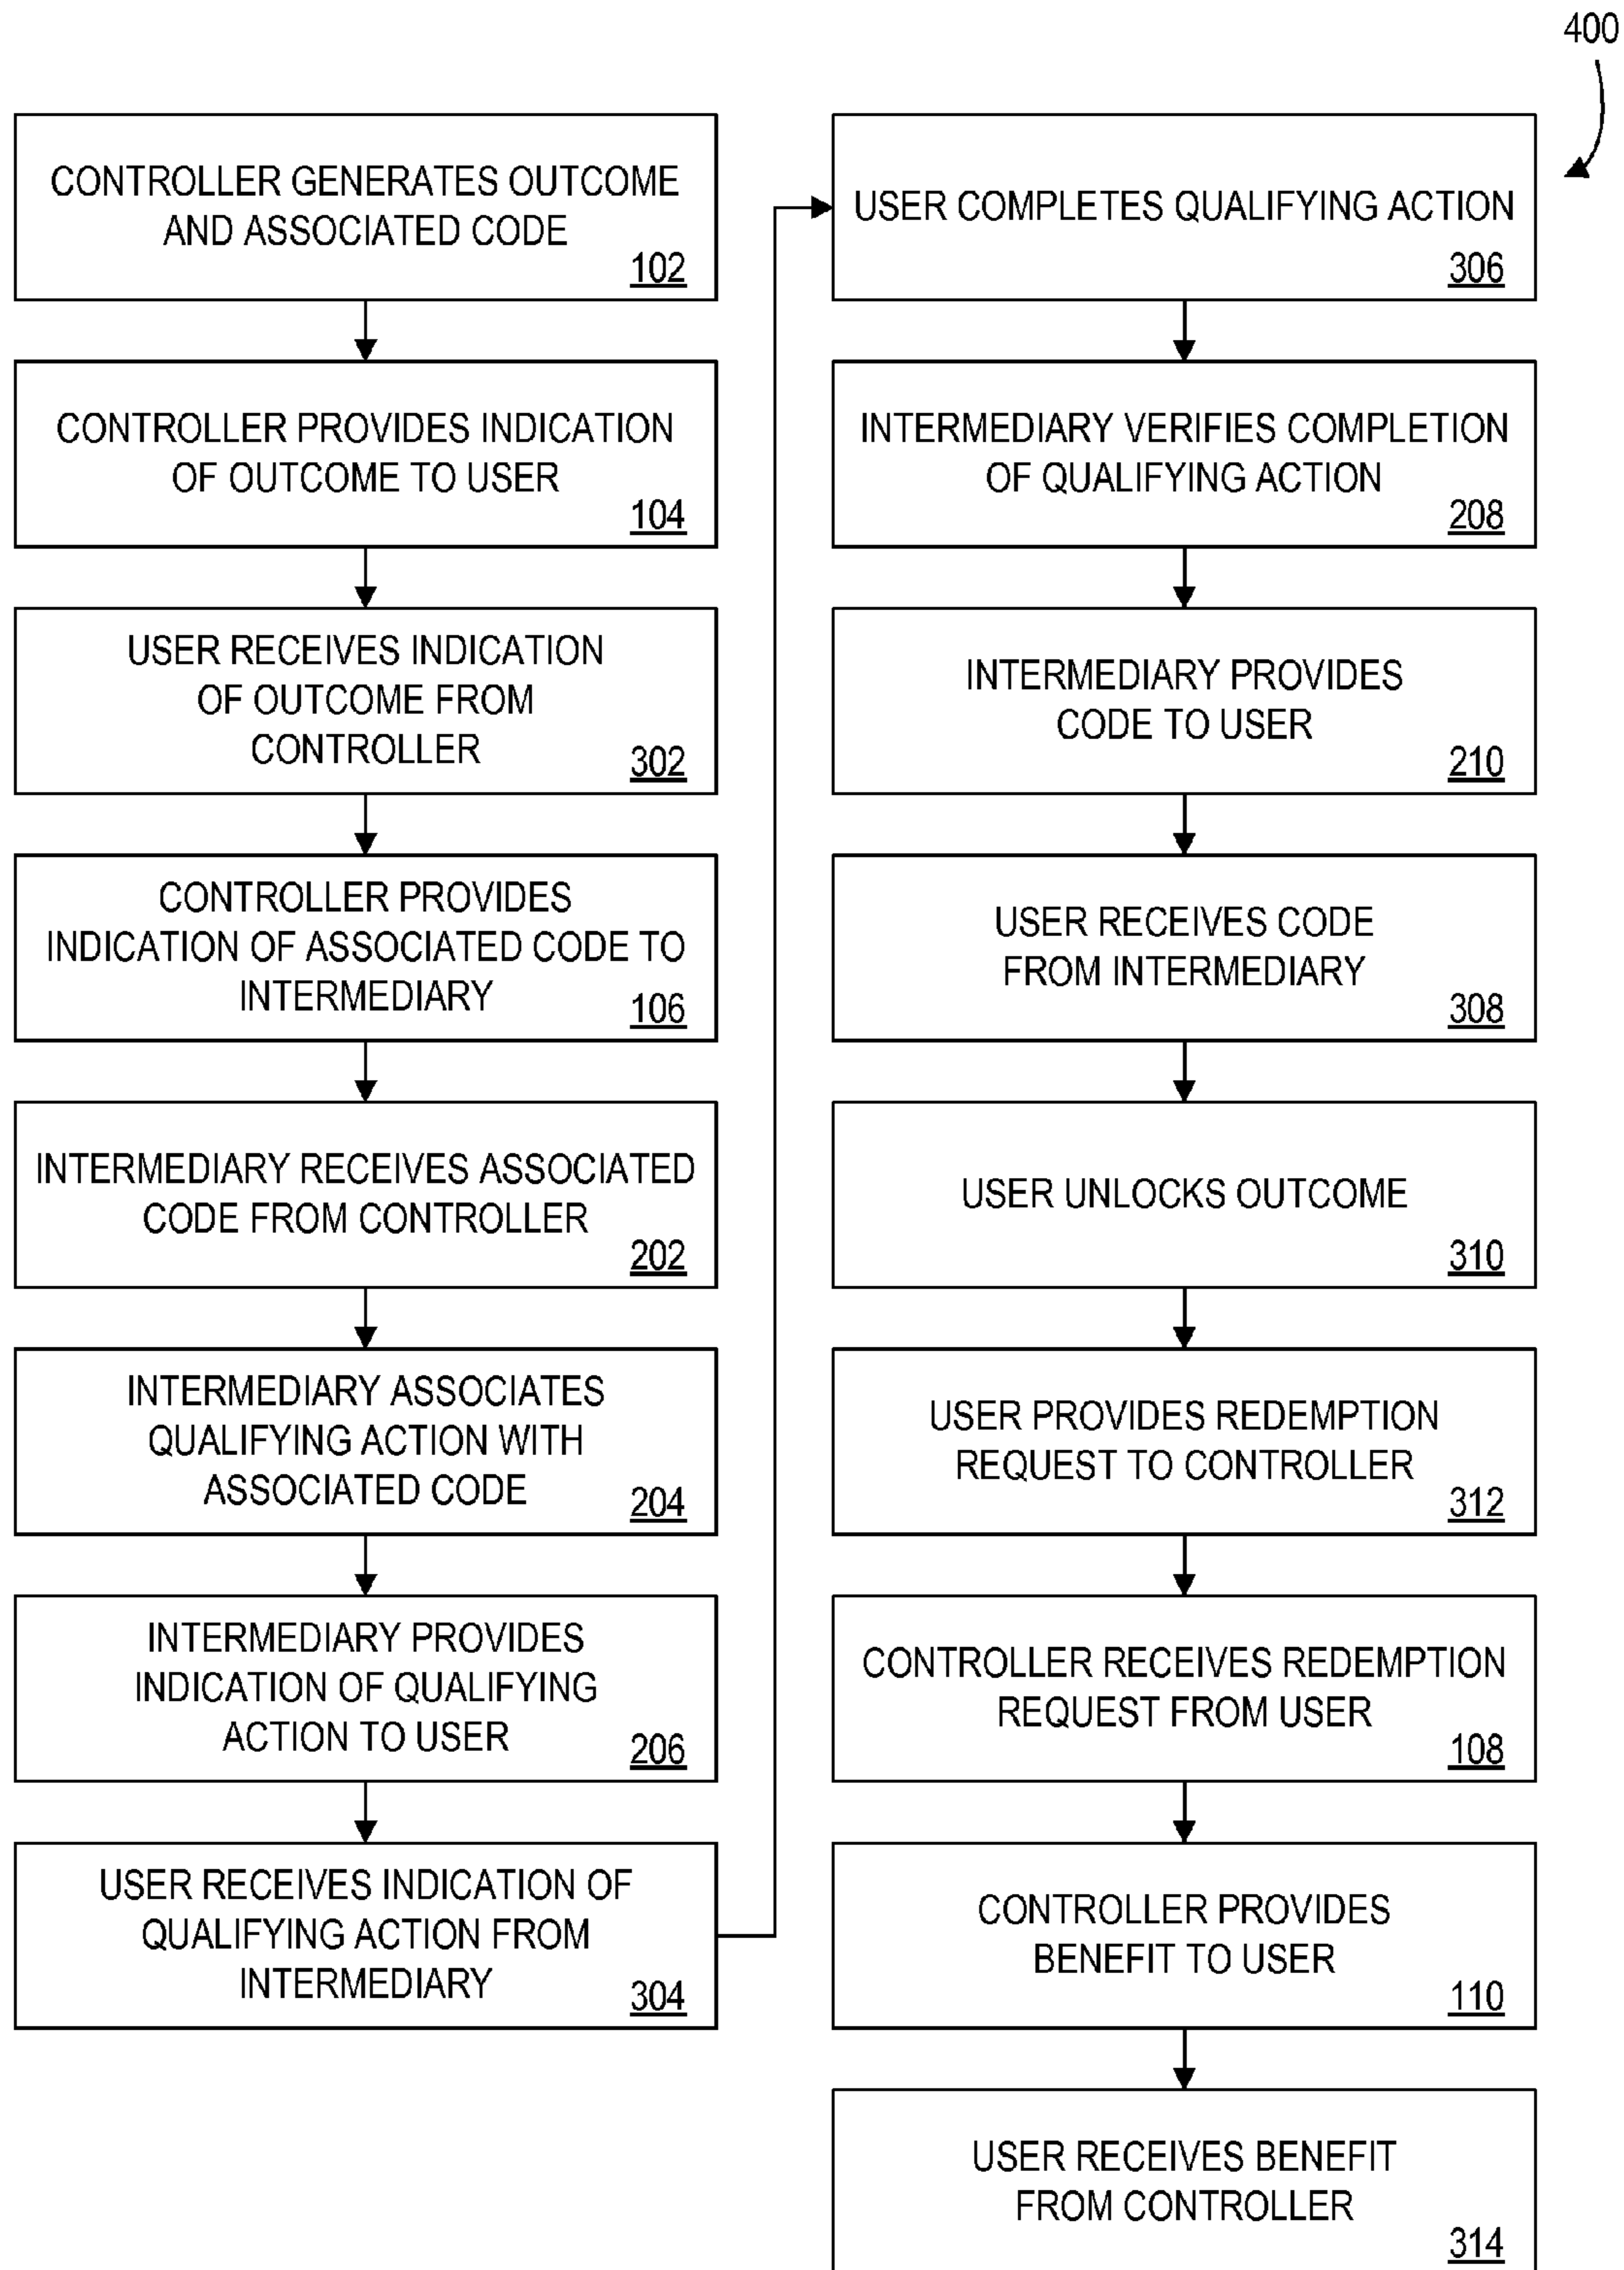 400
CONTROLLER GENERATES OUTCOME
AND ASSOCIATED CODE
102
CONTROLLER PROVIDES INDICATION
OF OUTCOME TO USER
104
USER RECEIVES INDICATION
OF OUTCOME FROM
CONTROLLER
302
CONTROLLER PROVIDES
INDICATION OF ASSOCIATED CODE TO
INTERMEDIARY
106
INTERMEDIARY RECEIVES ASSOCIATED
CODE FROM CONTROLLER
202
INTERMEDIARY ASSOCIATES
QUALIFYING ACTION WITH
ASSOCIATED CODE
204
INTERMEDIARY PROVIDES
INDICATION OF QUALIFYING
ACTION TO USER
206
USER RECEIVES INDICATION OF
QUALIFYING ACTION FROM
INTERMEDIARY
304
USER COMPLETES QUALIFYING ACTION
306
INTERMEDIARY VERIFIES COMPLETION
OF QUALIFYING ACTION
208
INTERMEDIARY PROVIDES
CODE TO USER
210
USER RECEIVES CODE
FROM INTERMEDIARY
308
USER UNLOCKS OUTCOME
310
USER PROVIDES REDEMPTION
REQUEST TO CONTROLLER
312
CONTROLLER RECEIVES REDEMPTION
REQUEST FROM USER
108
CONTROLLER PROVIDES
BENEFIT TO USER
110
USER RECEIVES BENEFIT
FROM CONTROLLER
314